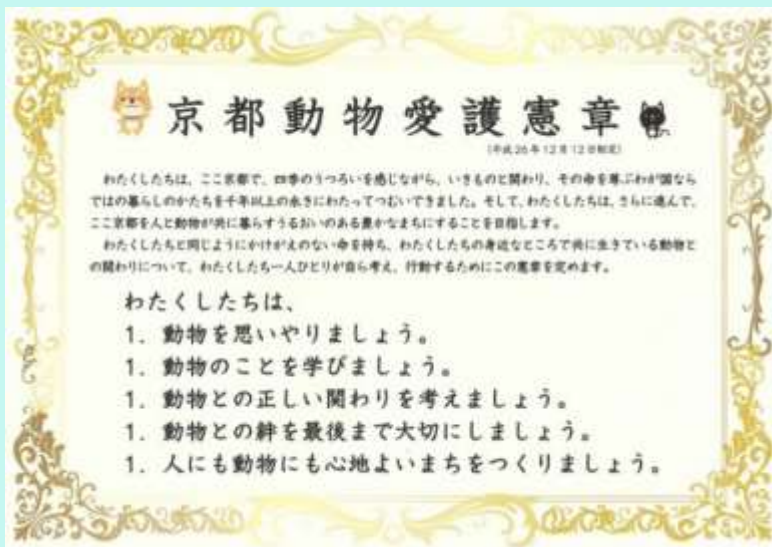 京都動物愛護憲章
(平成26年12月12日制定)
わたくしたちは、ここ京都で、四季のうつろいを感じながら、いきものと関わり、その命を尊ぶわが国なら
ではの暮らしのかたちを千年以上の永きにわたってつむいできました。そして、わたくしたちは、さらに進んで、
ここ京都を人と動物が共に暮らすうるおいのある豊かなまちにすることを目指します。
わたくしたちと同じようにかけがえのない命を持ち、わたくしたちの身近なところで共に生きている動物と
の関わりについて、わたくしたち一人ひとりが自ら考え、行動するためにこの憲章を定めます。
わたくしたちは、
1. 動物を思いやりましょう。
1. 動物のことを学びましょう。
1. 動物との正しい関わりを考えましょう。
1. 動物との絆を最後まで大切にしましょう。
1. 人にも動物にも心地よいまちをつくりましょう。